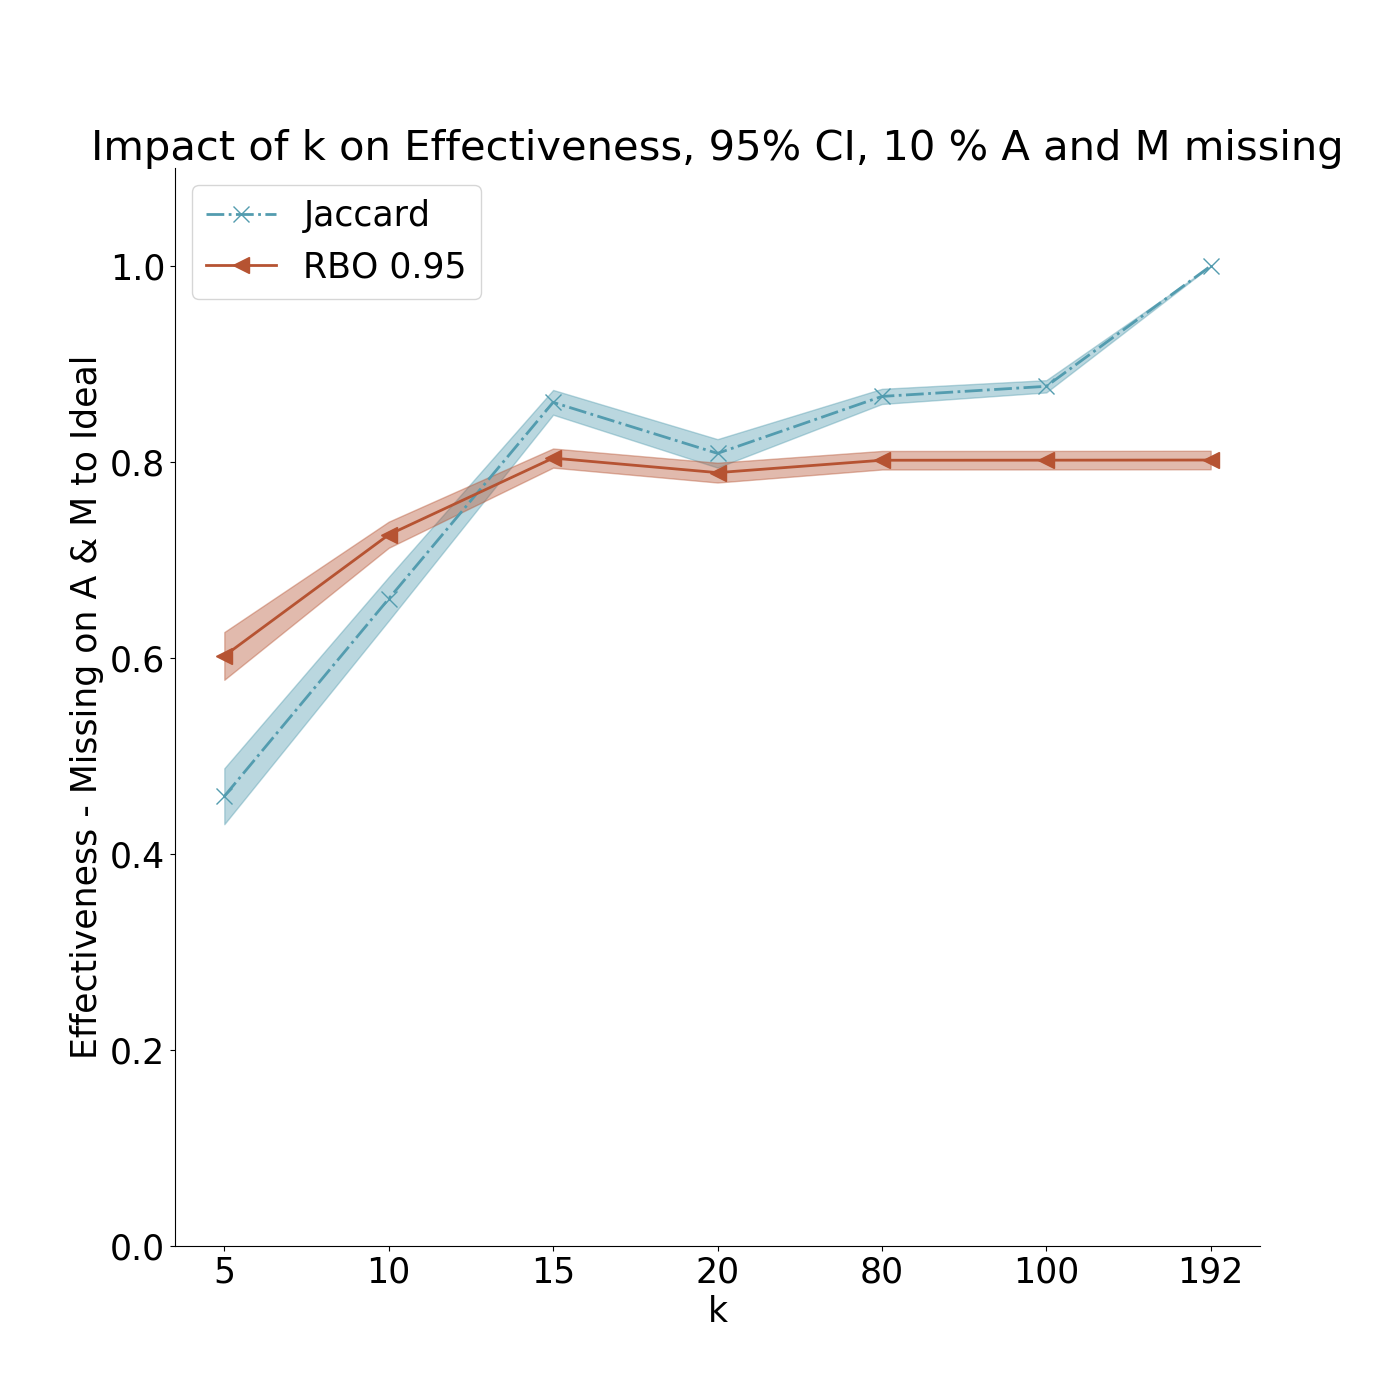 Impact of k on Effectiveness, 95% CI, 10 % A and M missing
Jaccard
RBO 0.95
Effectiveness - Missing on A & M to Ideal
1.0
0.8
0.6
0.4
0.2
0.0
5 10 15 20 80 100 192
k